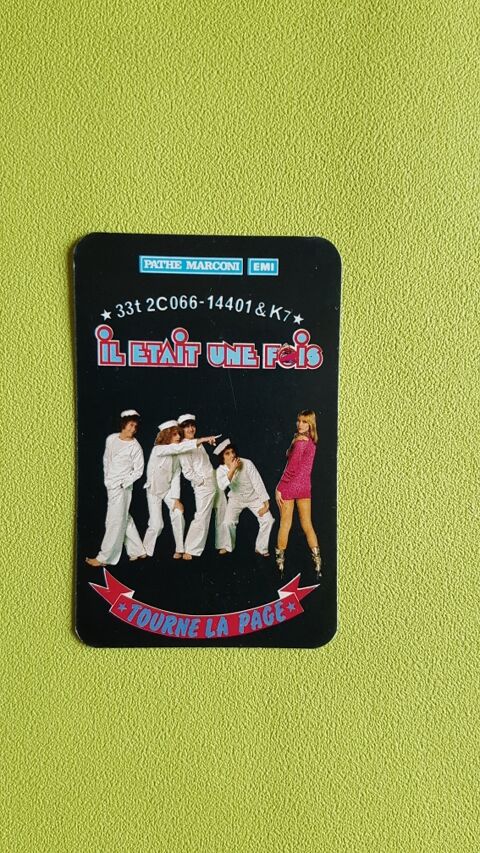 PATHE MARCONI EMI
33t 2C066-14401 & K7
IL ETAIT UNE FOIS
TOURNE LA PAGE